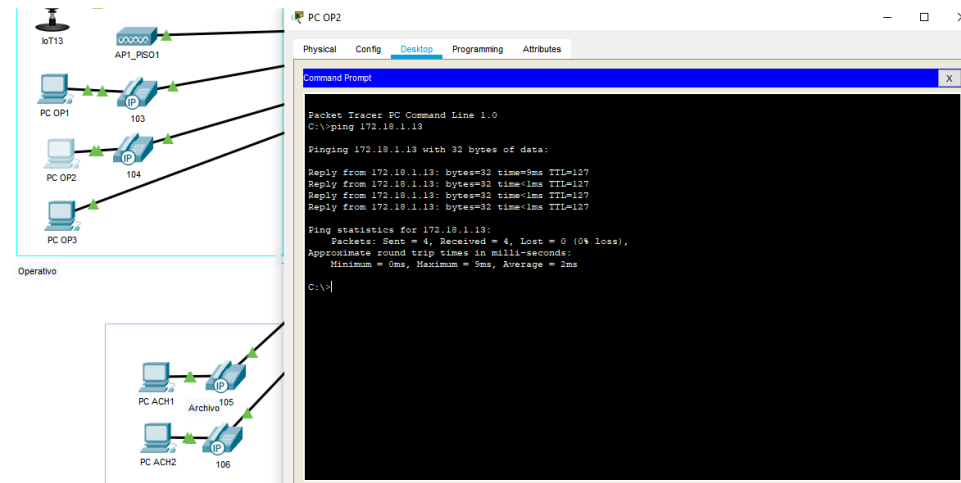 IoT13
AP1_PISO1
PC OP1
IP
103
PC OP2
IP
104
PC OP3
Operativo
PC ACH1
IP
Archivo
105
PC ACH2
IP
106
PC OP2
Physical Config Desktop Programming Attributes
Command Prompt
X
Packet Tracer PC Command Line 1.0
C:\>ping 172.18.1.13
Pinging 172.18.1.13 with 32 bytes of data:
Reply from 172.18.1.13: bytes=32 time=9ms TTL=127
Reply from 172.18.1.13: bytes=32 time<1ms TTL=127
Reply from 172.18.1.13: bytes=32 time<1ms TTL=127
Reply from 172.18.1.13: bytes=32 time<1ms TTL=127
Ping statistics for 172.18.1.13:
Packets: Sent = 4, Received = 4, Lost = 0 (0% loss),
Approximate round trip times in milli-seconds:
Minimum = 0ms, Maximum = 9ms, Average = 2ms
C:\>